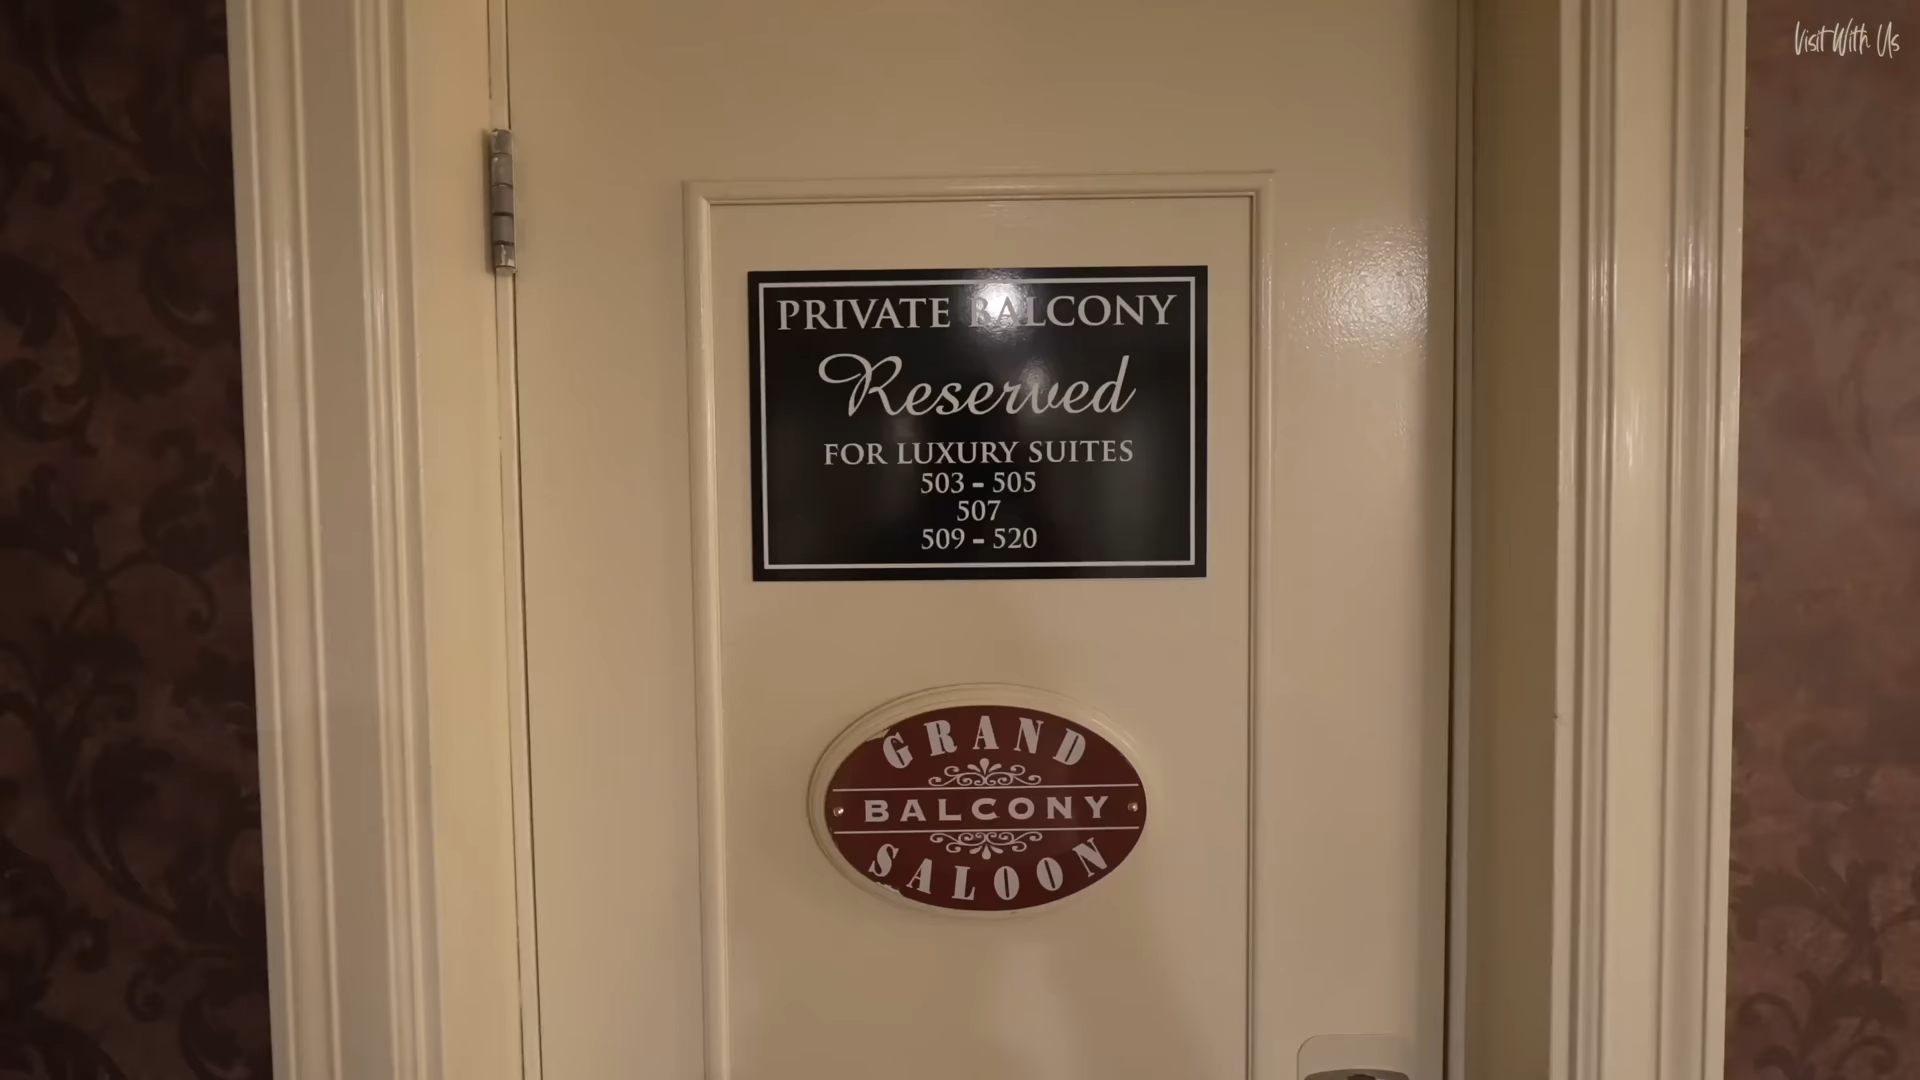 Visit With Us
PRIVATE BALCONY
Reserved
FOR LUXURY SUITES
503 - 505
507
509 - 520
GRAND
BALCONY
SALOON